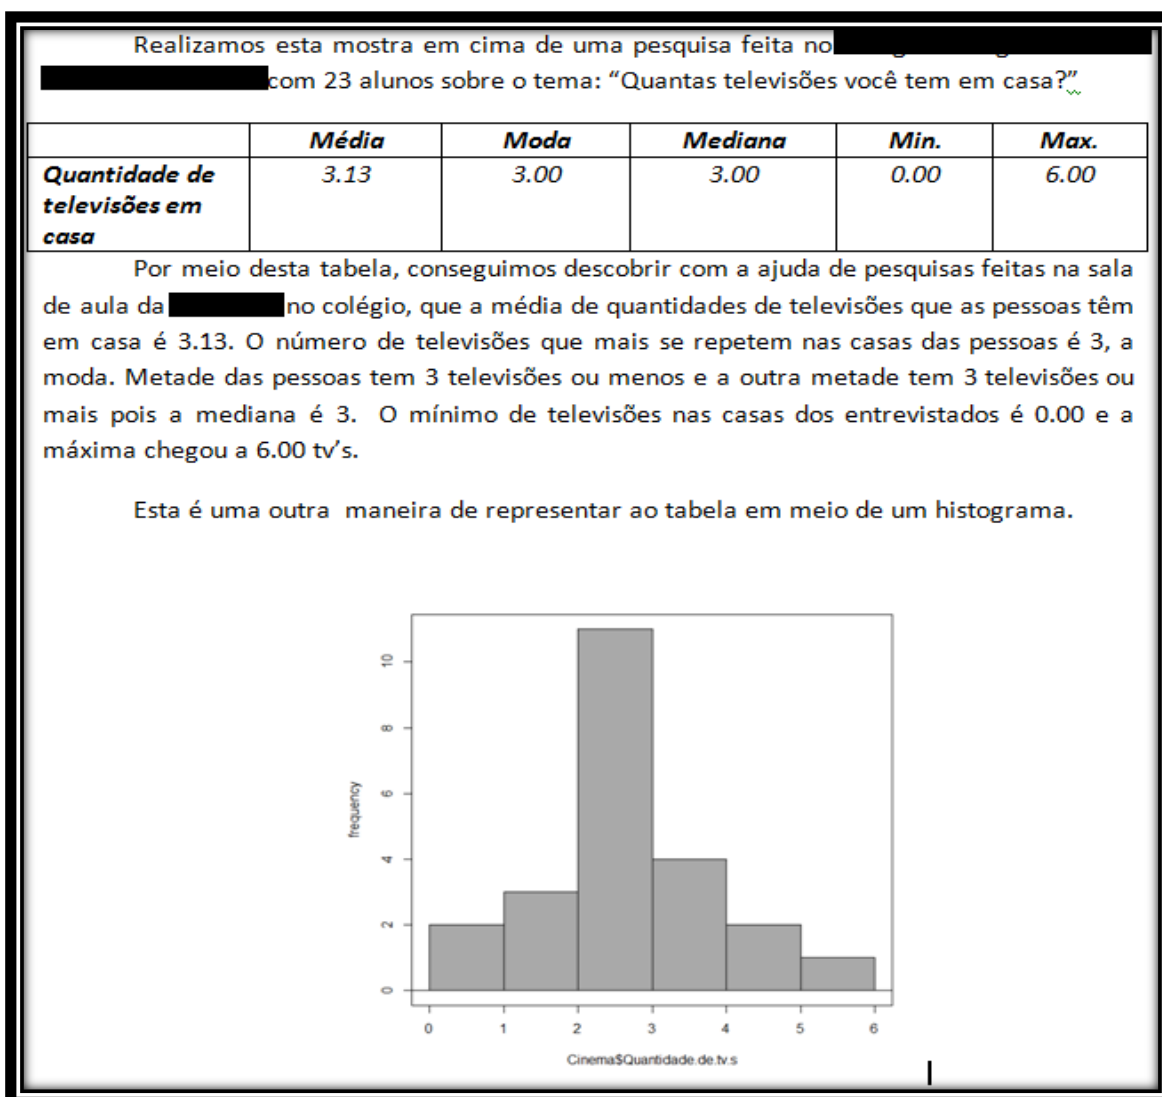 Realizamos esta mostra em cima de uma pesquisa feita no
com 23 alunos sobre o tema: “Quantas televisões você tem em casa?”
Média Moda Mediana Min. Max.
Quantidade de 3.13 3.00 3.00 0.00 6.00
televisões em
casa
Por meio desta tabela, conseguimos descobrir com a ajuda de pesquisas feitas na sala
de aula da no colégio, que a média de quantidades de televisões que as pessoas têm
em casa é 3.13. O número de televisões que mais se repetem nas casas das pessoas é 3, a
moda. Metade das pessoas tem 3 televisões ou menos e a outra metade tem 3 televisões ou
mais pois a mediana é 3. O mínimo de televisões nas casas dos entrevistados é 0.00 e a
máxima chegou a 6.00 tv’s.
Esta é uma outra maneira de representar ao tabela em meio de um histograma.
10
8
6
4
2
0
frequency
0 1 2 3 4 5 6
Cinema$Quantidade.de.tv.s